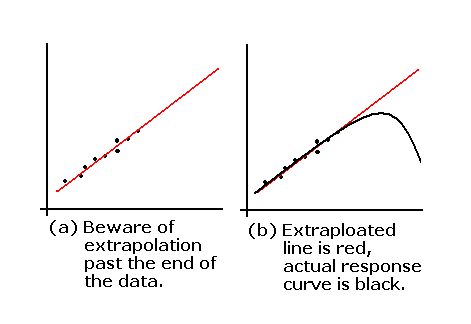 (a) Beware of
extrapolation
past the end of
the data.
(b) Extraploated
line is red,
actual response
curve is black.